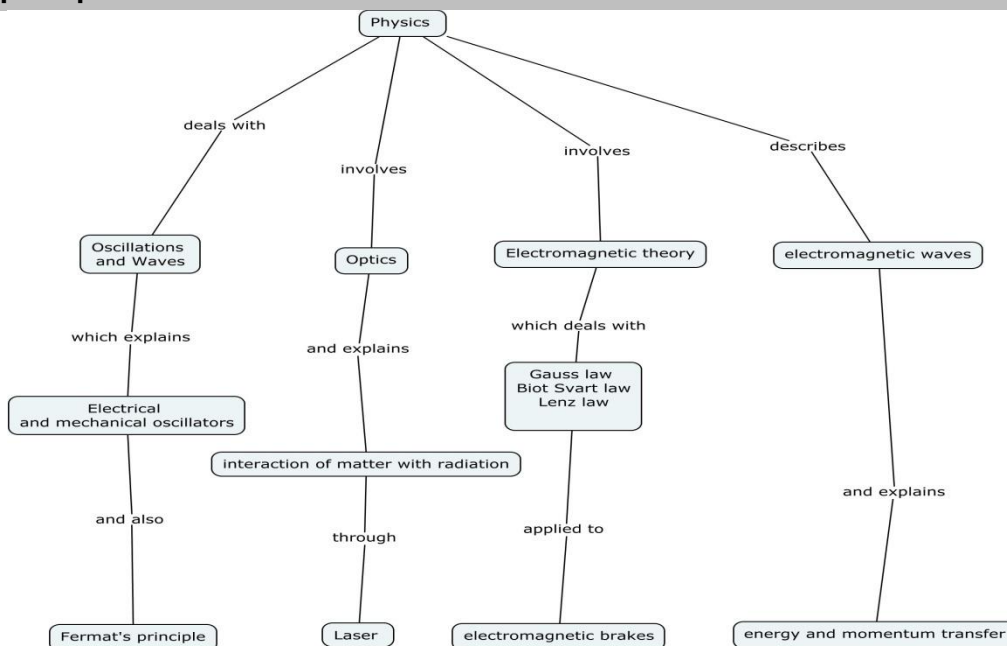 Physics
deals with
involves
involves
describes
Oscillations
and Waves
Optics
Electromagnetic theory
electromagnetic waves
which explains
and explains
which deals with
Gauss law
Biot Svart law
Lenz law
Electrical
and mechanical oscillators
interaction of matter with radiation
and also
through
applied to
and explains
Fermat's principle
Laser
electromagnetic brakes
energy and momentum transfer